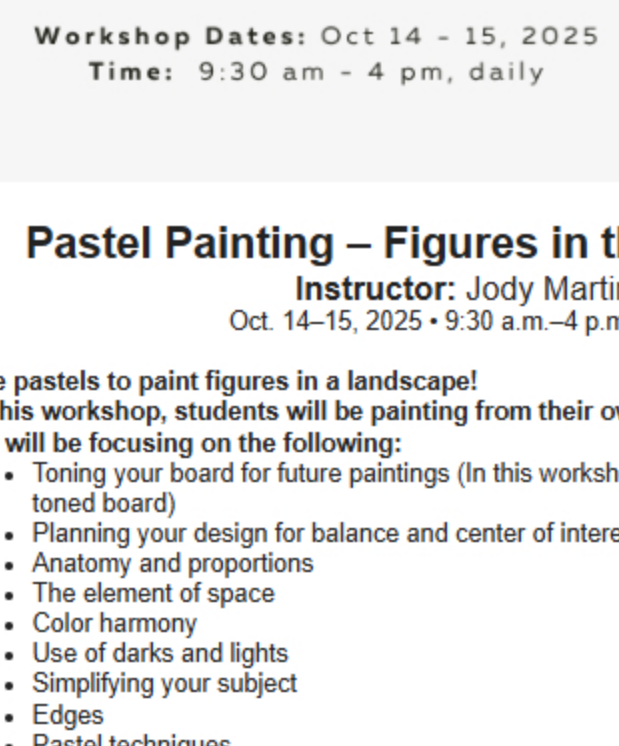 Workshop Dates: Oct 14 - 15, 2025
Time: 9:30 am - 4 pm, daily
Pastel Painting – Figures in
Instructor: Jody
Oct. 14–15, 2025 • 9:30 a.m.–4
pastels to paint figures in a landscape!
workshop, students will be painting from their
will be focusing on the following:
• Toning your board for future paintings (In this
toned board)
• Planning your design for balance and center of
• Anatomy and proportions
• The element of space
• Color harmony
• Use of darks and lights
• Simplifying your subject
• Edges
• Pastel techniques